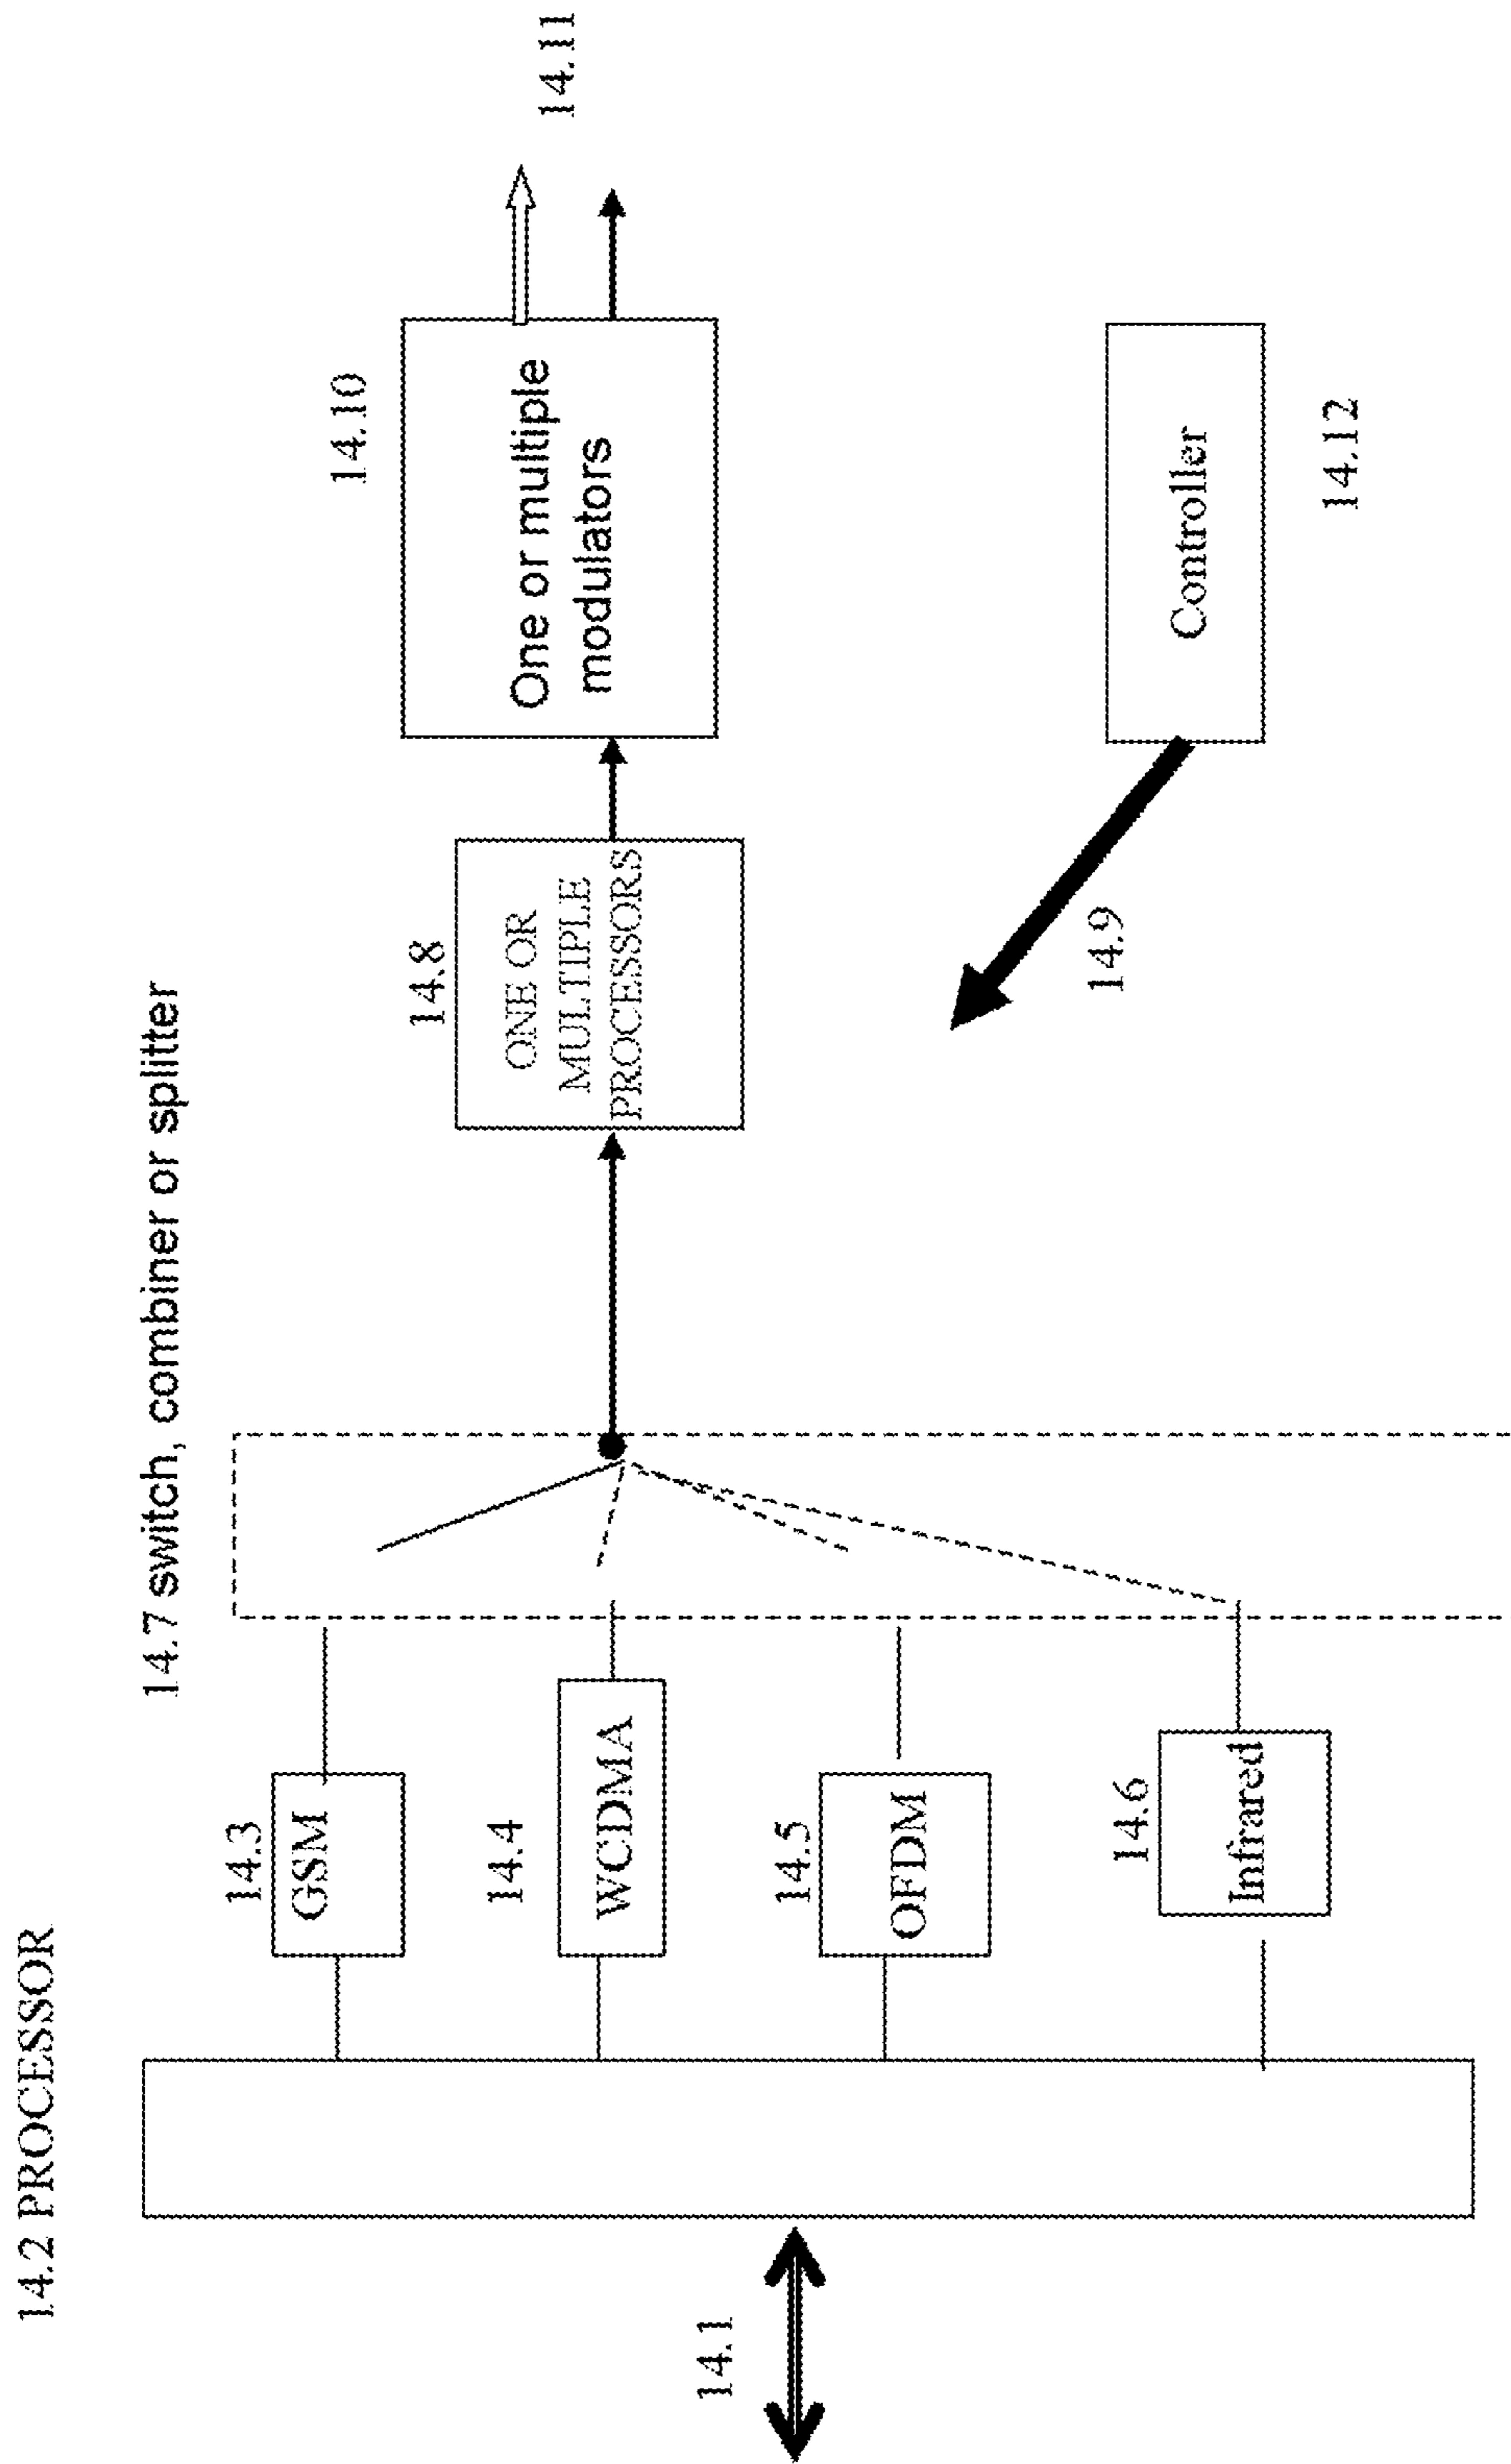 14.2 PROCESSOR
14.7 switch, combiner or splitter
14.1
14.3
GSM
14.4
WCDMA
14.5
OFDM
14.6
Infrared
14.8
ONE OR
MULTIPLE
PROCESSORS
14.9
14.10
One or multiple
modulators
14.11
Controller
14.12